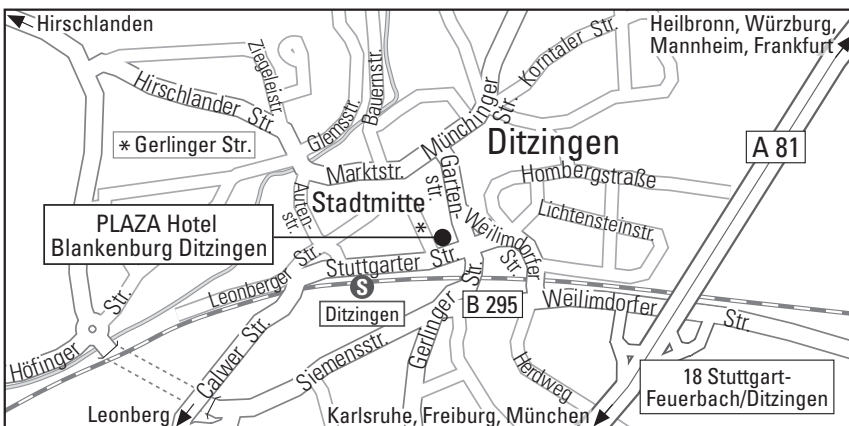 Hirschlanden
Heilbronn, Würzburg,
Mannheim, Frankfurt
Ziegeleistr.
Hirschlander Str.
Glemsstr.
Bauernstr.
Münchinger Str.
Korntaler Str.
* Gerlinger Str.
Marktstr.
Ditzingen
A 81
Hombergstraße
Garten-
str.
Auten-
str.
Stadtmitte
*
Lichtensteinstr.
PLAZA Hotel
Blankenburg Ditzingen
Weilimdorfer
Str.
Leonberger Str.
Stuttgarter Str.
S
Ditzingen
B 295
Weilimdorfer Str.
Höfinger Str.
Calwer Str.
Siemensstr.
Gerlinger Str.
Herdweg
18 Stuttgart-
Feuerbach/Ditzingen
Leonberg
Karlsruhe, Freiburg, München